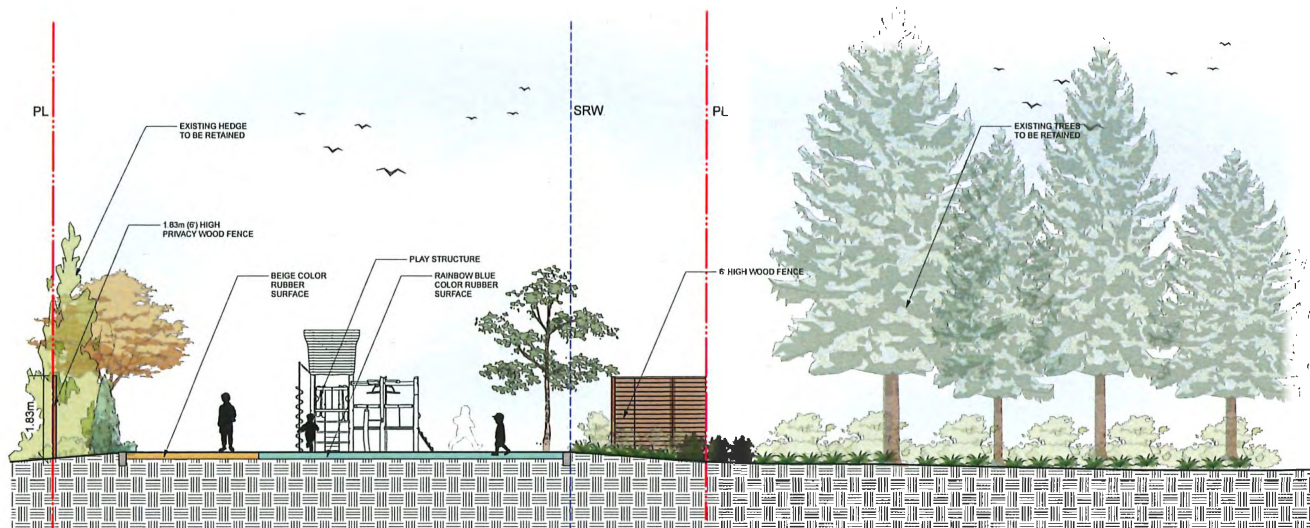 PL
EXISTING HEDGE
TO BE RETAINED
1.83m (6') HIGH
PRIVACY WOOD FENCE
BEIGE COLOR
RUBBER
SURFACE
PLAY STRUCTURE
RAINBOW BLUE
COLOR RUBBER
SURFACE
SRW
6' HIGH WOOD FENCE
PL
EXISTING TREES
TO BE RETAINED
1.83m